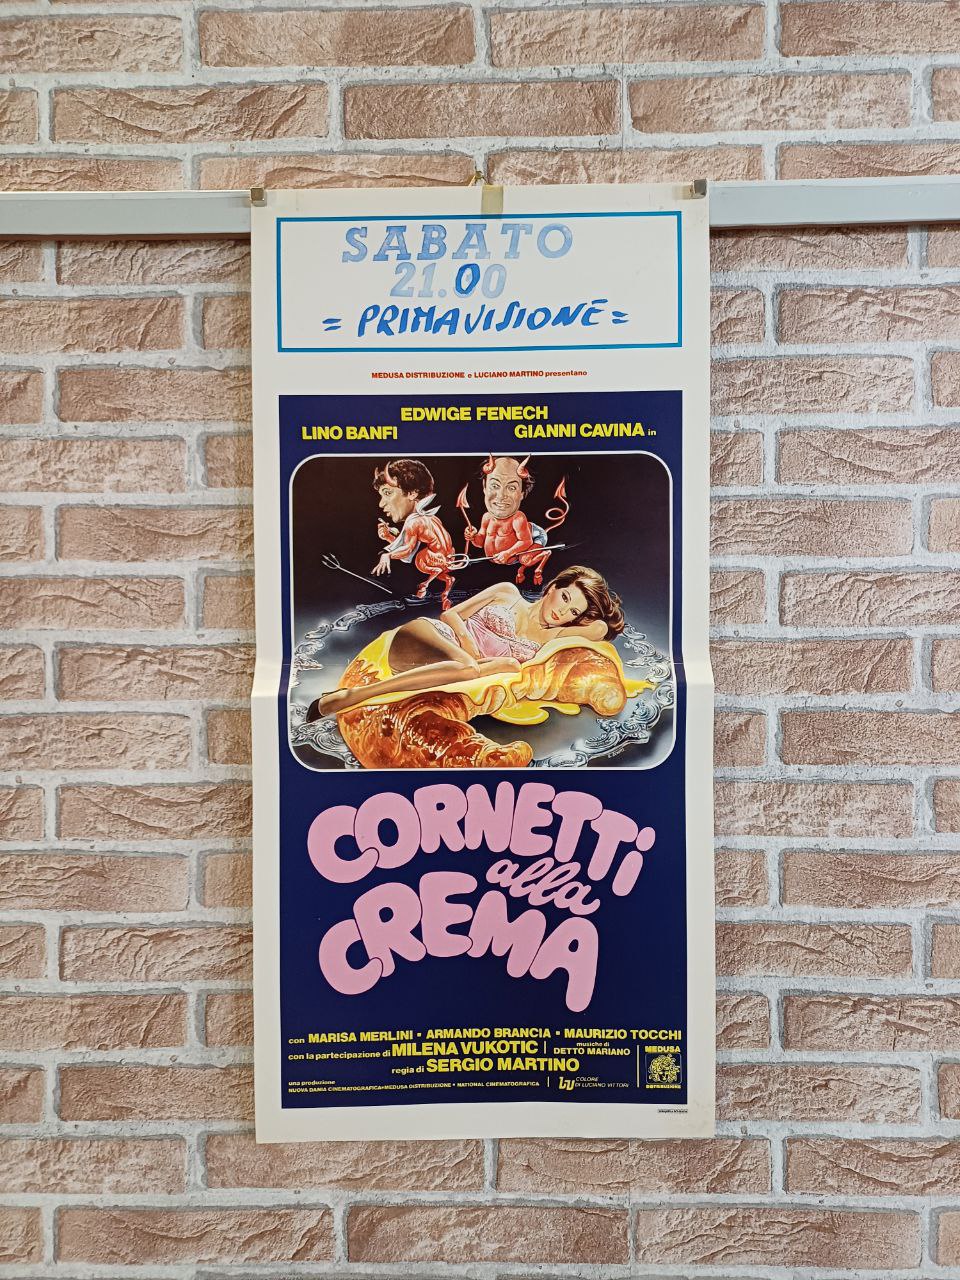 SABATO
21.00
= PRIMAVISIONE =
MEDUSA DISTRIBUZIONE e LUCIANO MARTINO presentano
EDWIGE FENECH
LINO BANFI GIANNI CAVINA in
CORNETTI
alla
CREMA
con MARISA MERLINI - ARMANDO BRANCIA - MAURIZIO TOCCHI
con la partecipazione di MILENA VUKOTIC musiche di DETTO MARIANO
regia di SERGIO MARTINO
una produzione
NUOVA DANIA CINEMATOGRAFICA-MEDUSA DISTRIBUZIONE - NATIONAL CINEMATOGRAFICA
LV COLORE DI LUCIANO VITTORI
MEDUSA
DISTRIBUZIONE